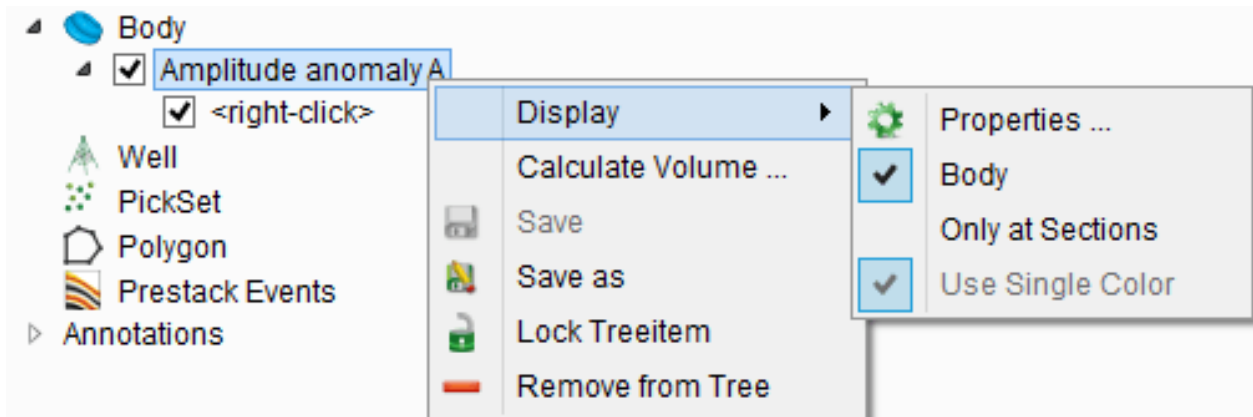 Body
Amplitude anomaly A
<right-click>
Well
PickSet
Polygon
Prestack Events
Annotations
Display
Calculate Volume ...
Save
Save as
Lock Treeitem
Remove from Tree
Properties ...
Body
Only at Sections
Use Single Color